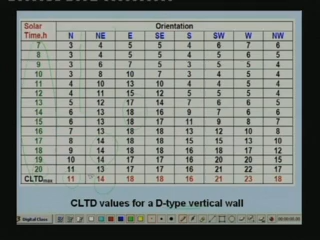 Solar Time,h Orientation
N NE E SE S SW W NW
7 3 4 5 5 4 6 7 6
8 3 4 5 5 4 5 6 5
9 3 6 7 5 3 5 5 4
10 3 8 10 7 3 4 5 4
11 4 10 13 10 4 4 5 4
12 4 11 15 12 5 5 5 4
13 5 12 17 14 7 6 6 5
14 6 13 18 16 9 7 6 6
15 6 13 18 17 11 9 8 7
16 7 13 18 18 13 12 10 8
17 8 14 18 18 15 15 13 10
18 9 14 18 18 16 18 17 12
19 10 14 17 17 16 20 20 15
20 11 13 17 17 16 21 22 17
CLTDmax 11 14 18 18 16 21 23 18
CLTD values for a D-type vertical wall